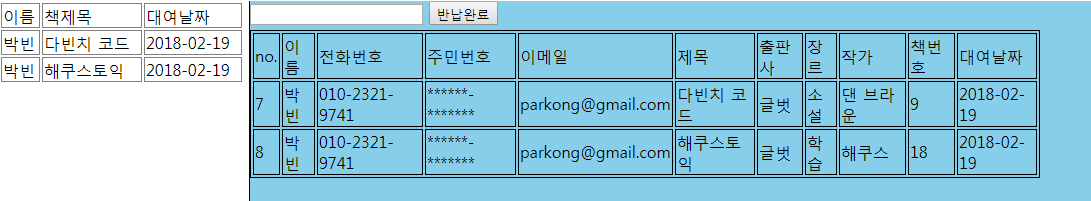 이름 책제목 대여날짜
박빈 다빈치 코드 2018-02-19
박빈 해쿠스토익 2018-02-19
반납완료
no. 이름 전화번호 주민번호 이메일 제목 출판사 장르 작가 책번호 대여날짜
7 박빈 010-2321-9741 ******-******* parkong@gmail.com 다빈치 코드 글벗 소설 댄 브라운 9 2018-02-19
8 박빈 010-2321-9741 ******-******* parkong@gmail.com 해쿠스토익 글벗 학습 해쿠스 18 2018-02-19